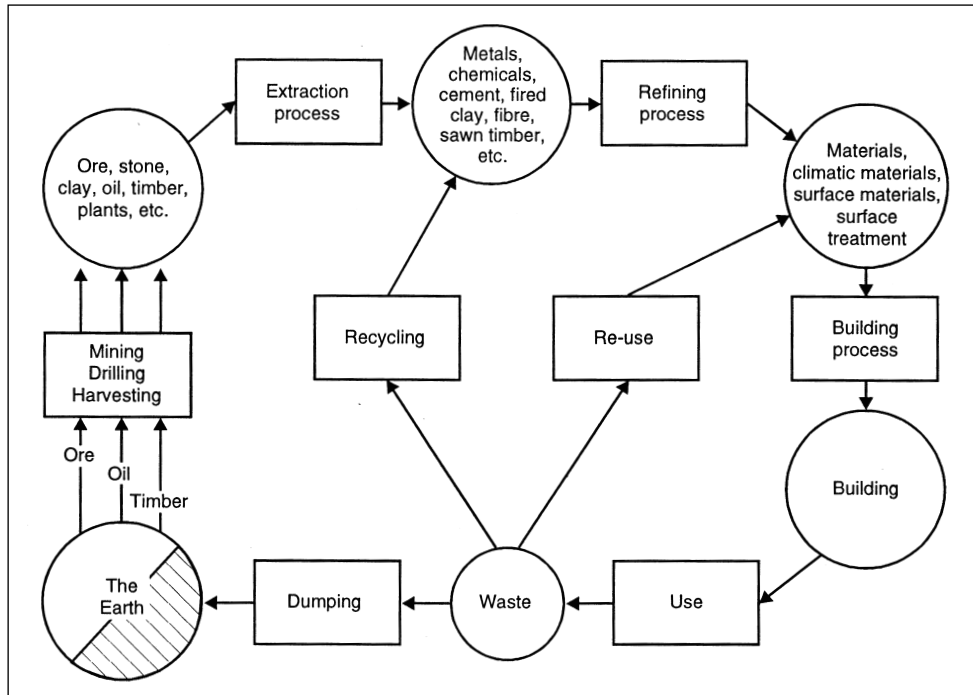 Ore, stone,
clay, oil, timber,
plants, etc.
Extraction
process
Metals,
chemicals,
cement, fired
clay, fibre,
sawn timber,
etc.
Refining
process
Materials,
climatic materials,
surface materials,
surface
treatment
Mining
Drilling
Harvesting
Recycling
Re-use
Building
process
Ore
Oil
Timber
Building
The
Earth
Dumping
Waste
Use